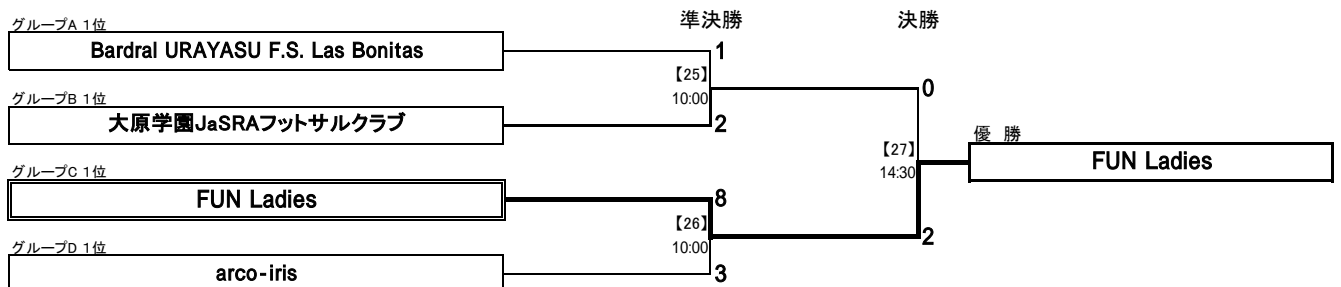 準決勝
決勝
グループA 1位
Bardral URAYASU F.S. Las Bonitas
1
【25】
10:00
0
グループB 1位
大原学園JaSRAフットサルクラブ
2
優 勝
【27】
14:30
FUN Ladies
グループC 1位
FUN Ladies
8
【26】
10:00
2
グループD 1位
arco-iris
3